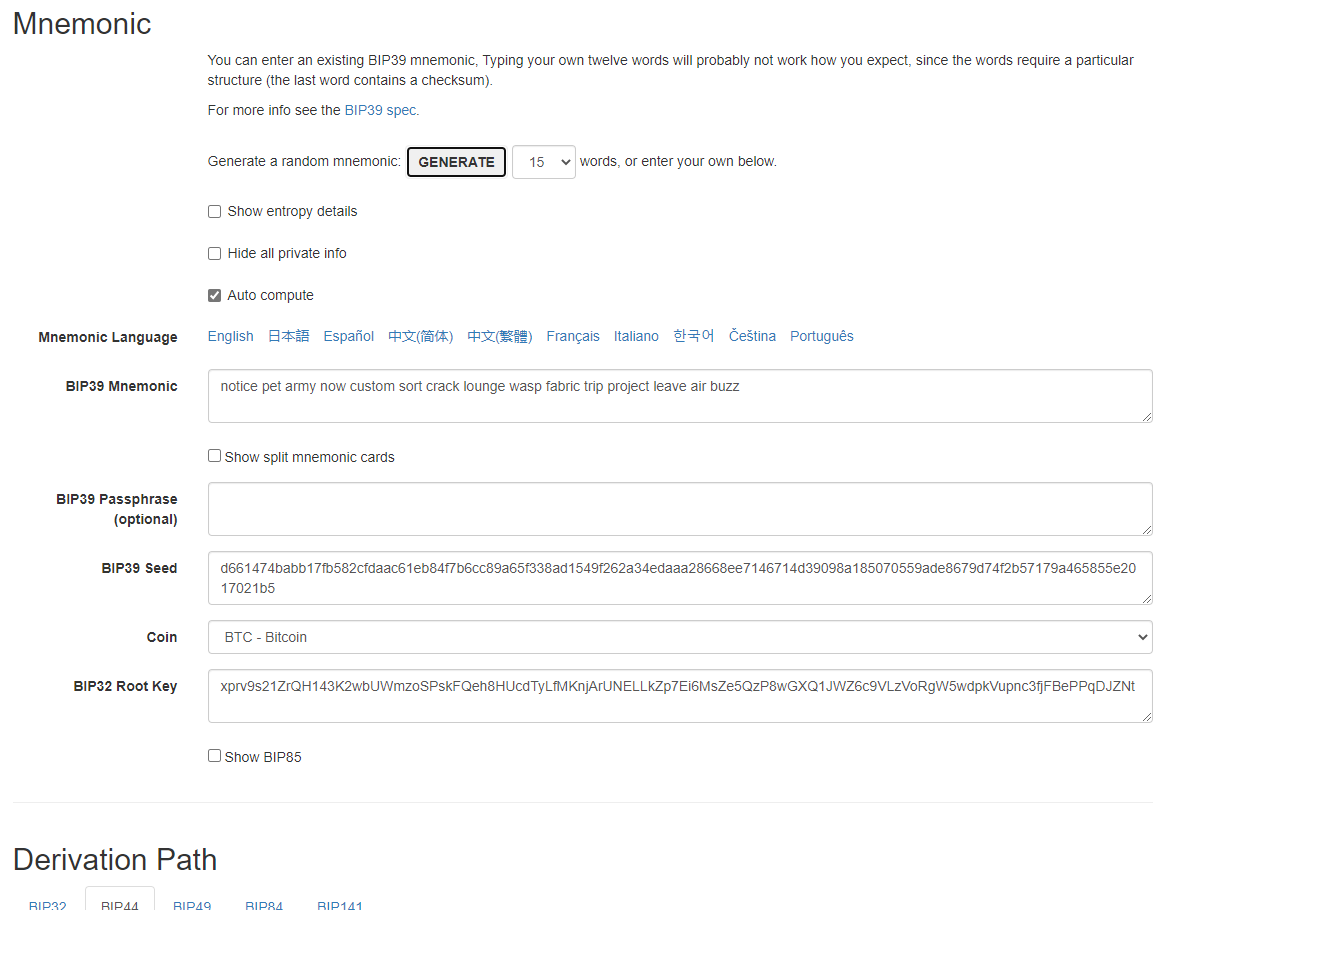 Mnemonic
You can enter an existing BIP39 mnemonic, Typing your own twelve words will probably not work how you expect, since the words require a particular
structure (the last word contains a checksum).
For more info see the BIP39 spec.
Generate a random mnemonic: GENERATE 15 words, or enter your own below.
Show entropy details
Hide all private info
Auto compute
Mnemonic Language English 日本語 Español 中文(简体) 中文(繁體) Français Italiano 한국어 Čeština Português
BIP39 Mnemonic notice pet army now custom sort crack lounge wasp fabric trip project leave air buzz
Show split mnemonic cards
BIP39 Passphrase
(optional)
BIP39 Seed d661474babb17fb582cfdaac61eb84f7b6cc89a65f338ad1549f262a34edaaa28668ee7146714d39098a185070559ade8679d74f2b57179a465855e20
17021b5
Coin BTC - Bitcoin
BIP32 Root Key xprv9s21ZrQH143K2wbUWmzoSPskFQeh8HUcdTyLfMKnjArUNELLkZp7Ei6MsZe5QzP8wGXQ1JWZ6c9VLzVoRgW5wdpkVupnc3fjFBePPqDJZNt
Show BIP85
Derivation Path
BIP32 BIP44 BIP49 BIP84 BIP141